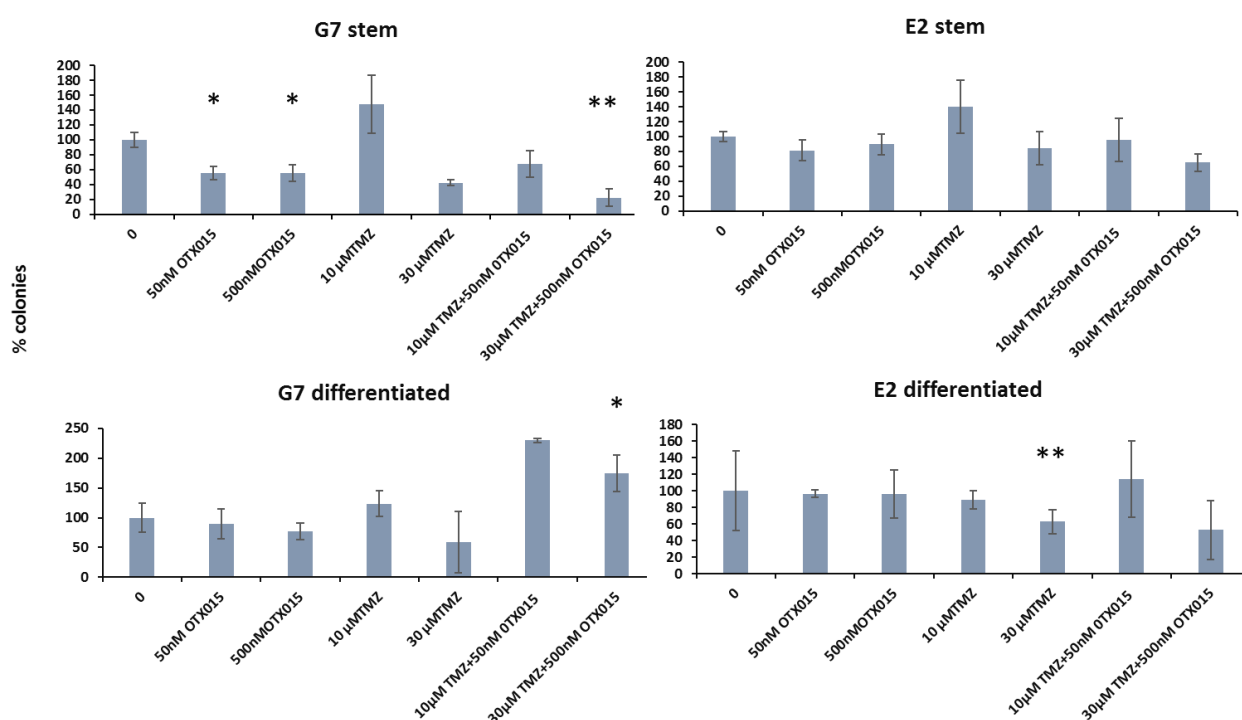 G7 stem
200
180
160
140
120
100
80
60
40
20
0
* * **
0
50nM OTX015
500nMOTX015
10 µMTMZ
30 µMTMZ
10µM TMZ+50nM 0TX015
30µM TMZ+500nM OTX015
E2 stem
200
180
160
140
120
100
80
60
40
20
0
0
50nM OTX015
500nMOTX015
10 µMTMZ
30 µMTMZ
10µM TMZ+50nM 0TX015
30µM TMZ+500nM OTX015
% colonies
G7 differentiated
250
200
150
100
50
0
*
0
50nM OTX015
500nMOTX015
10 µMTMZ
30 µMTMZ
10µM TMZ+50nM 0TX015
30µM TMZ+500nM OTX015
E2 differentiated
180
160
140
120
100
80
60
40
20
0
**
0
50nM OTX015
500nMOTX015
10 µMTMZ
30 µMTMZ
10µM TMZ+50nM 0TX015
30µM TMZ+500nM OTX015